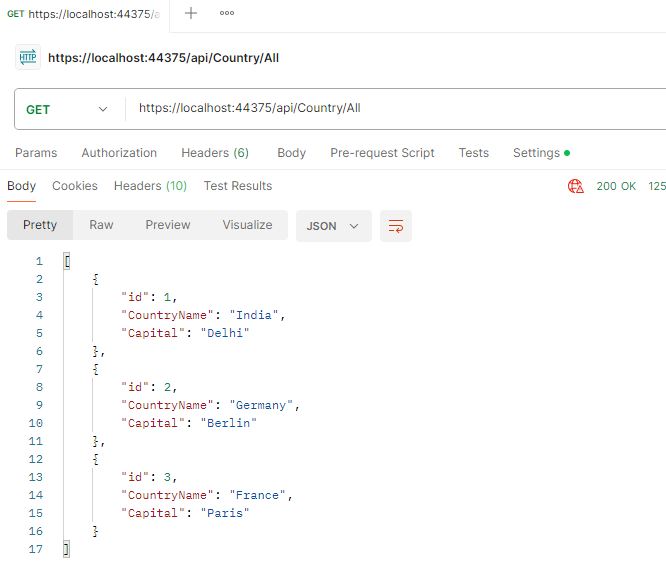 GET https://localhost:44375/a
HTTP https://localhost:44375/api/Country/All
GET https://localhost:44375/api/Country/All
Params Authorization Headers (6) Body Pre-request Script Tests Settings
Body Cookies Headers (10) Test Results 200 OK 125
Pretty Raw Preview Visualize JSON
1 [
2 {
3 "id": 1,
4 "CountryName": "India",
5 "Capital": "Delhi"
6 },
7 {
8 "id": 2,
9 "CountryName": "Germany",
10 "Capital": "Berlin"
11 },
12 {
13 "id": 3,
14 "CountryName": "France",
15 "Capital": "Paris"
16 }
17 ]